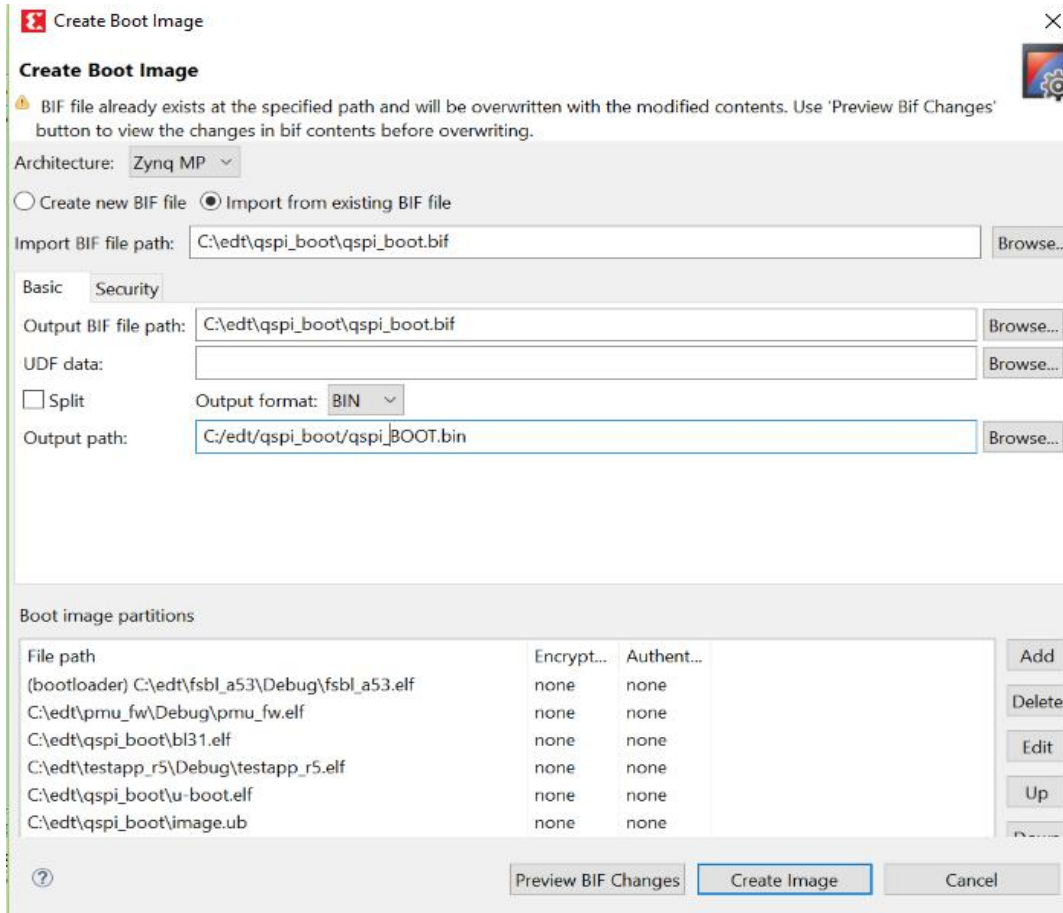 Create Boot Image
Create Boot Image
BIF file already exists at the specified path and will be overwritten with the modified contents. Use 'Preview Bif Changes'
button to view the changes in bif contents before overwriting.
Architecture: Zynq MP
Create new BIF file Import from existing BIF file
Import BIF file path: C:\edt\qspi_boot\qspi_boot.bif Browse..
Basic Security
Output BIF file path: C:\edt\qspi_boot\qspi_boot.bif Browse...
UDF data: Browse...
Split Output format: BIN
Output path: C:/edt/qspi_boot/qspi_BOOT.bin Browse...
Boot image partitions
File path Encrypt... Authent... Add
(bootloader) C:\edt\fsbl_a53\Debug\fsbl_a53.elf none none
C:\edt\pmu_fw\Debug\pmu_fw.elf none none Delete
C:\edt\qspi_boot\bl31.elf none none Edit
C:\edt\testapp_r5\Debug\testapp_r5.elf none none
C:\edt\qspi_boot\u-boot.elf none none Up
C:\edt\qspi_boot\image.ub none none
? Preview BIF Changes Create Image Cancel